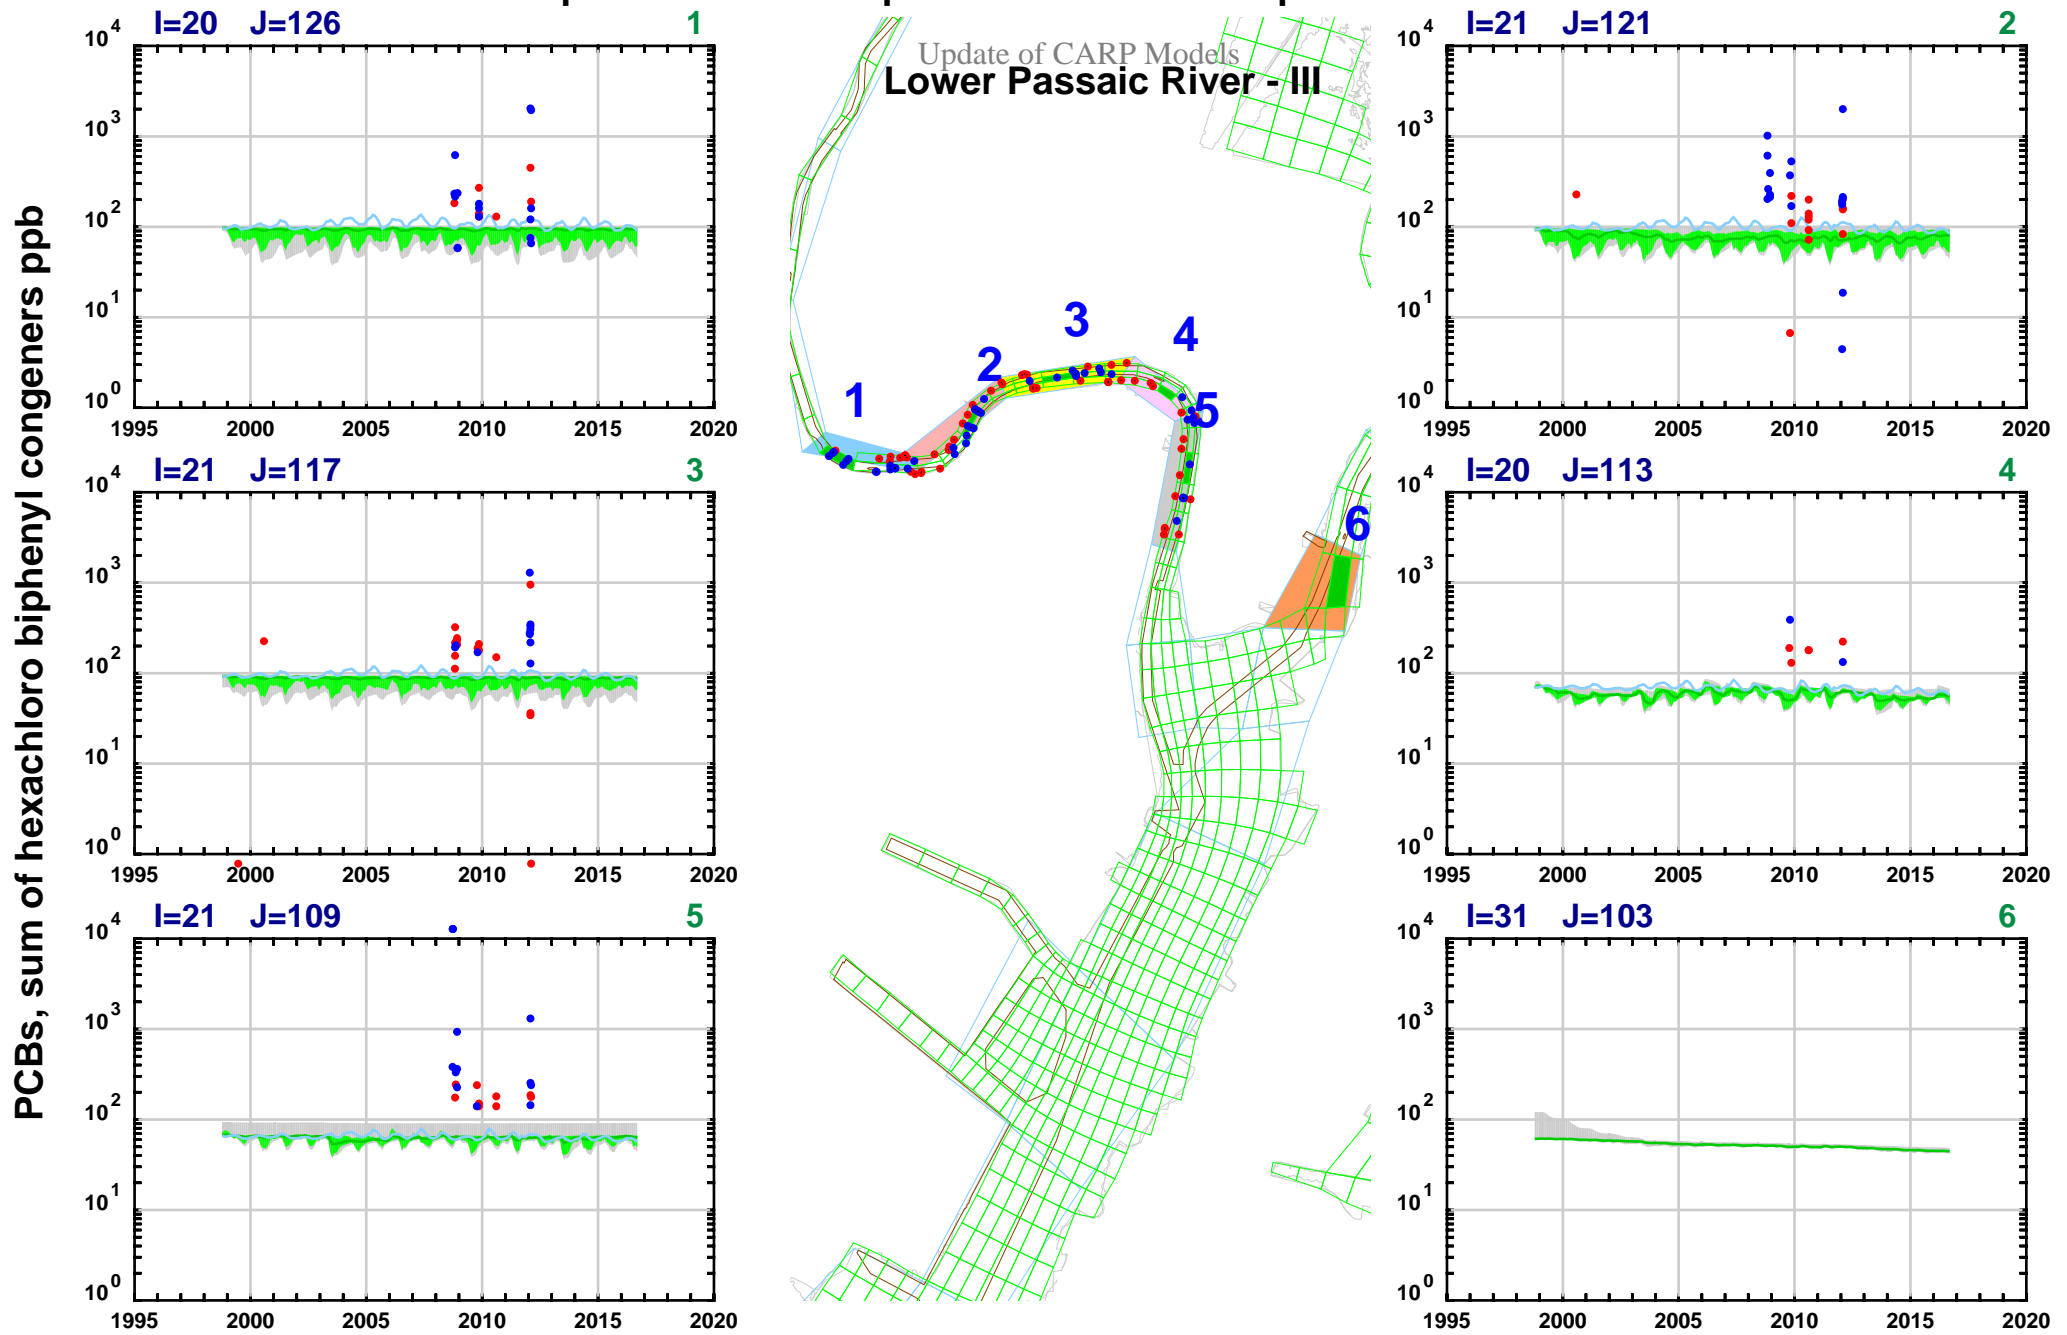 Update of CARP Models
Lower Passaic River - III
PCBs, sum of hexachloro biphenyl congeners ppb
I=20 J=126 1
10^4
10^3
10^2
10^1
10^0
1995 2000 2005 2010 2015 2020
I=21 J=121 2
10^4
10^3
10^2
10^1
10^0
1995 2000 2005 2010 2015 2020
I=21 J=117 3
10^4
10^3
10^2
10^1
10^0
1995 2000 2005 2010 2015 2020
I=20 J=113 4
10^4
10^3
10^2
10^1
10^0
1995 2000 2005 2010 2015 2020
I=21 J=109 5
10^4
10^3
10^2
10^1
10^0
1995 2000 2005 2010 2015 2020
I=31 J=103 6
10^4
10^3
10^2
10^1
10^0
1995 2000 2005 2010 2015 2020
1
2
3
4
5
6